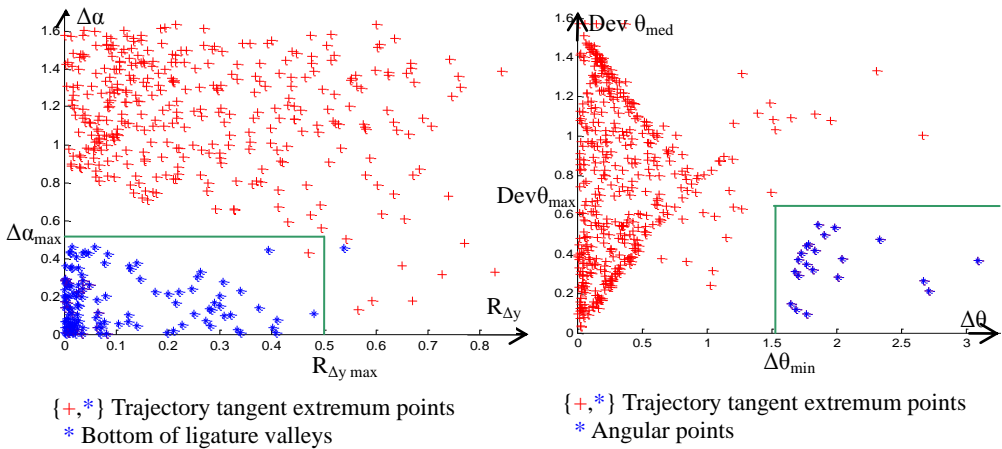 Δα
1.6
1.4
1.2
1
0.8
0.6
Δαmax
0.4
0.2
0
RΔy
0 0.1 0.2 0.3 0.4 0.5 0.6 0.7 0.8
RΔy max
{+,*} Trajectory tangent extremum points
* Bottom of ligature valleys
1.6
Dev θmed
1.4
1.2
1
0.8
Devθmax
0.6
0.4
0.2
0
Δθ
0 0.5 1 1.5 2 2.5 3
Δθmin
{+,*} Trajectory tangent extremum points
* Angular points